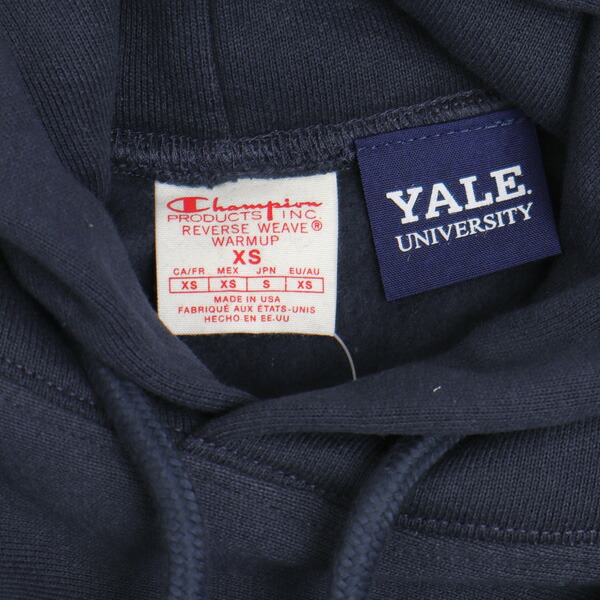 Champion
PRODUCTS INC.
REVERSE WEAVE®
WARMUP
XS
CA/FR MEX JPN EU/AU
XS XS S XS
MADE IN USA
FABRIQUÉ AUX ÉTATS-UNIS
HECHO EN EE.UU
YALE.
UNIVERSITY